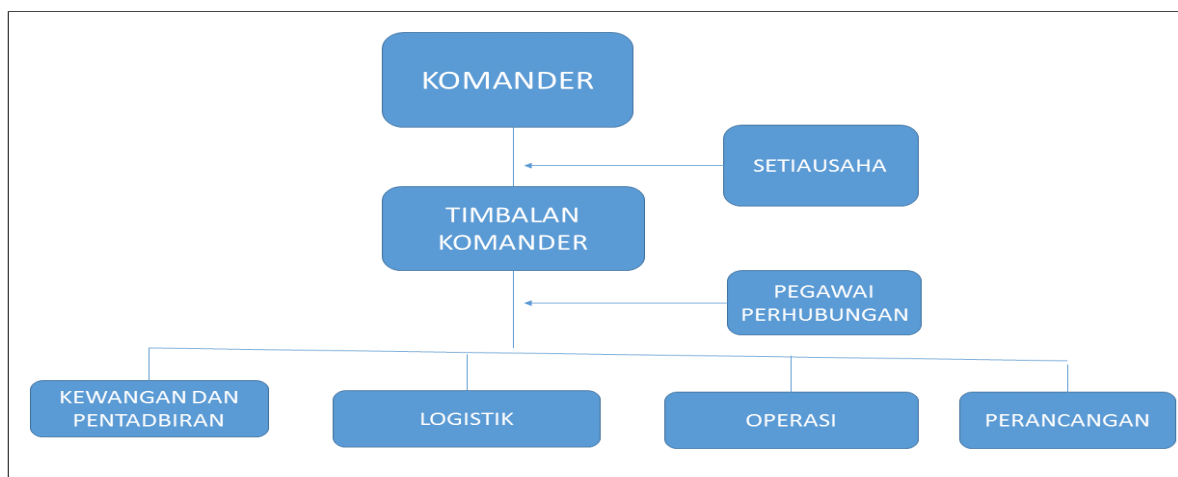 KOMANDER
SETIAUSAHA
TIMBALAN
KOMANDER
PEGAWAI
PERHUBUNGAN
KEWANGAN DAN
PENTADBIRAN
LOGISTIK
OPERASI
PERANCANGAN